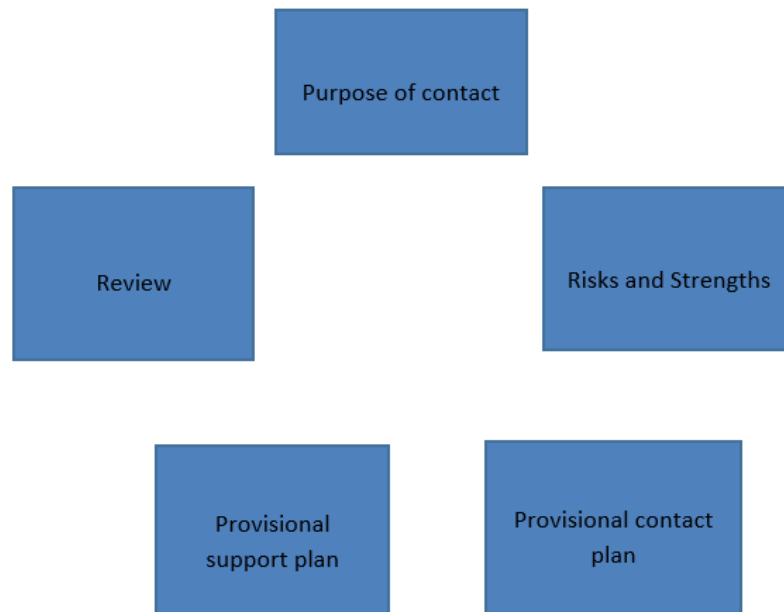 Purpose of contact
Review
Risks and Strengths
Provisional
support plan
Provisional contact
plan